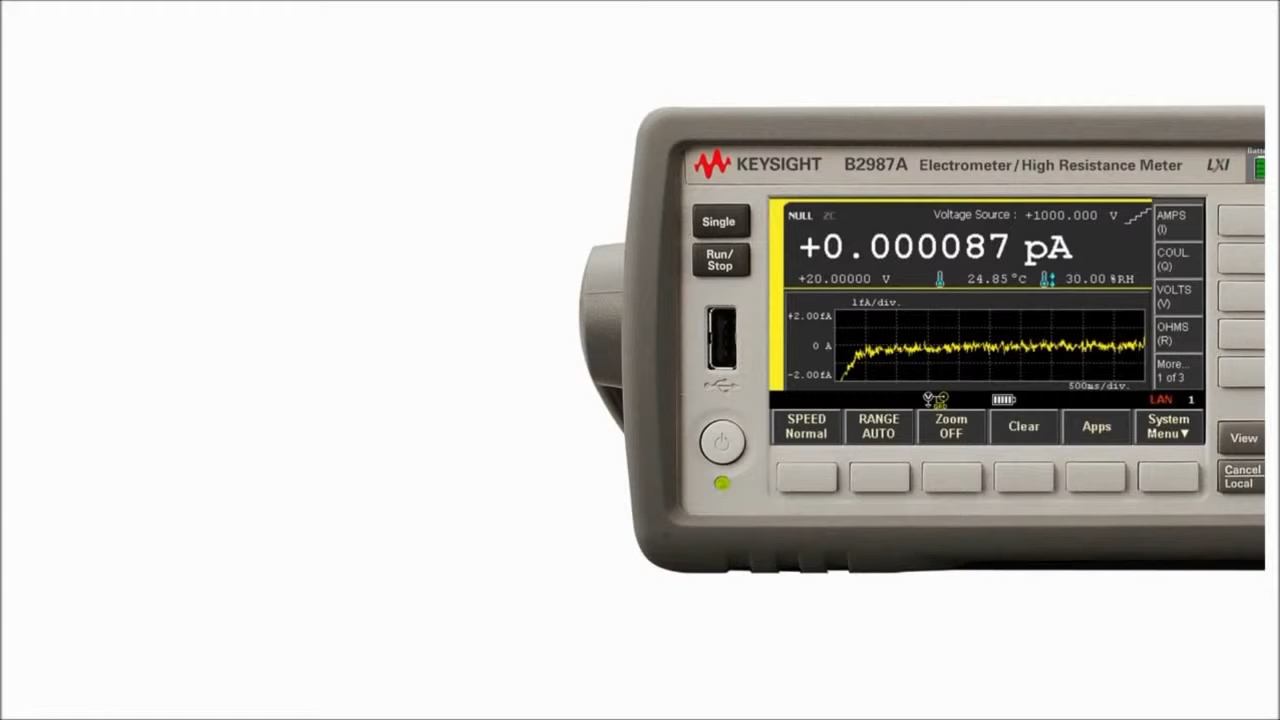 KEYSIGHT B2987A Electrometer/High Resistance Meter LXI
Single
Run/
Stop
NULL ZC Voltage Source : +1000.000 V
+0.000087 pA
+20.00000 V 24.85°C 30.00 %RH
1fA/div.
+2.00fA
0 A
-2.00fA
500ms/div.
AMPS
(I)
COUL.
(Q)
VOLTS
(V)
OHMS
(R)
More...
1 of 3
LAN 1
SPEED
Normal
RANGE
AUTO
Zoom
OFF
Clear
Apps
System
Menu▼
View
Cancel
Local